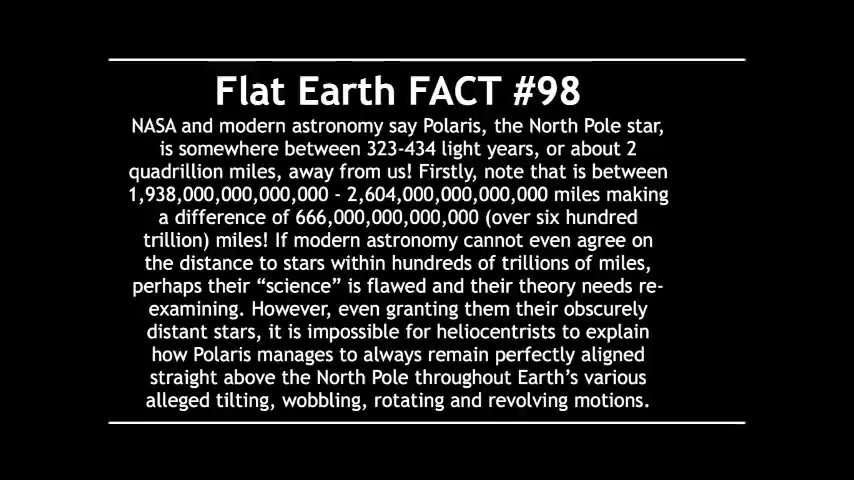 Flat Earth FACT #98
NASA and modern astronomy say Polaris, the North Pole star,
is somewhere between 323-434 light years, or about 2
quadrillion miles, away from us! Firstly, note that is between
1,938,000,000,000,000 - 2,604,000,000,000,000 miles making
a difference of 666,000,000,000,000 (over six hundred
trillion) miles! If modern astronomy cannot even agree on
the distance to stars within hundreds of trillions of miles,
perhaps their “science” is flawed and their theory needs re-
examining. However, even granting them their obscurely
distant stars, it is impossible for heliocentrists to explain
how Polaris manages to always remain perfectly aligned
straight above the North Pole throughout Earth’s various
alleged tilting, wobbling, rotating and revolving motions.